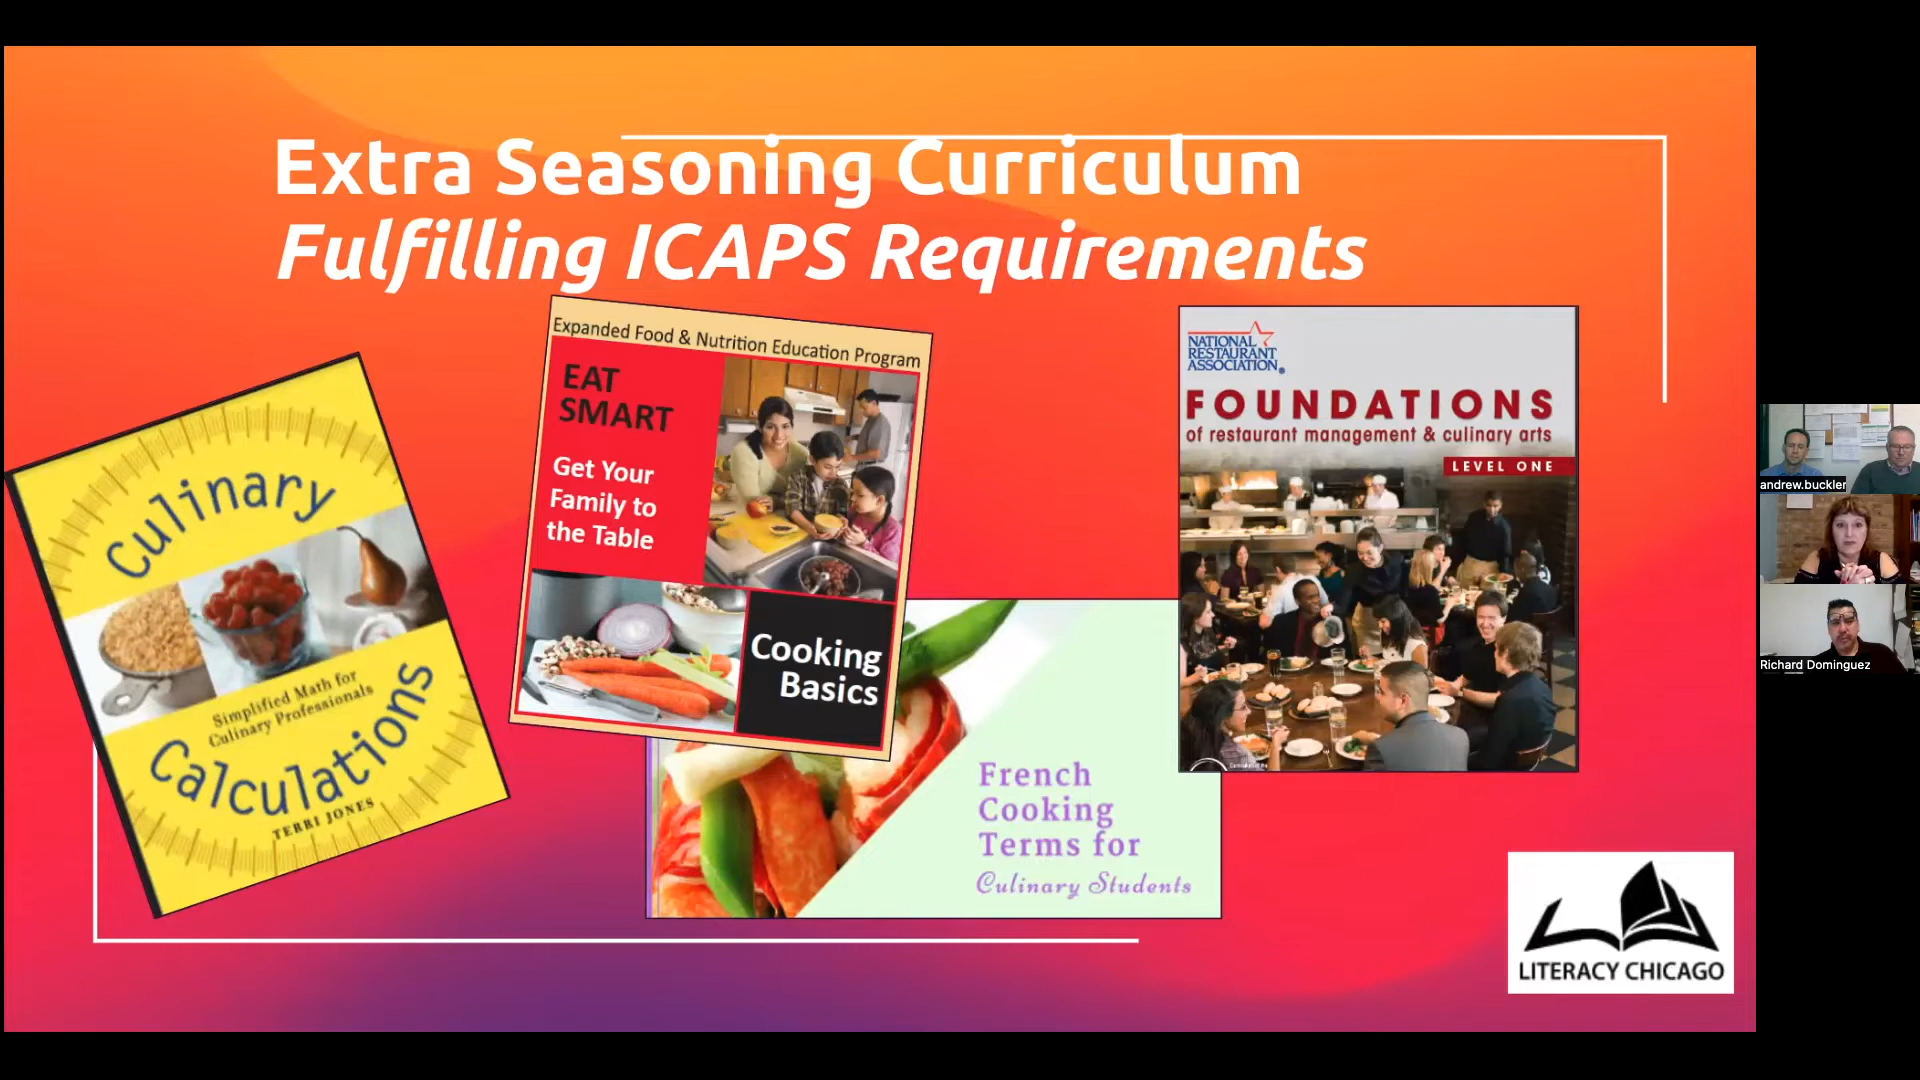 Extra Seasoning Curriculum
Fulfilling ICAPS Requirements
Culinary
Simplified Math for
Culinary Professionals
Calculations
TERRI JONES
Expanded Food & Nutrition Education Program
EAT
SMART
Get Your
Family to
the Table
Cooking
Basics
French
Cooking
Terms for
Culinary Students
NATIONAL
RESTAURANT
ASSOCIATION®
FOUNDATIONS
of restaurant management & culinary arts
LEVEL ONE
LITERACY CHICAGO
andrew.buckler
Richard Dominguez